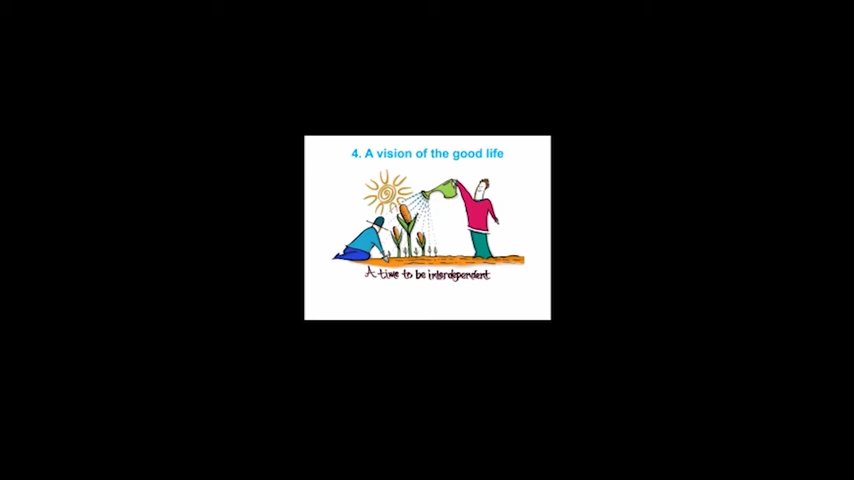 4. A vision of the good life
A time to be interdependent